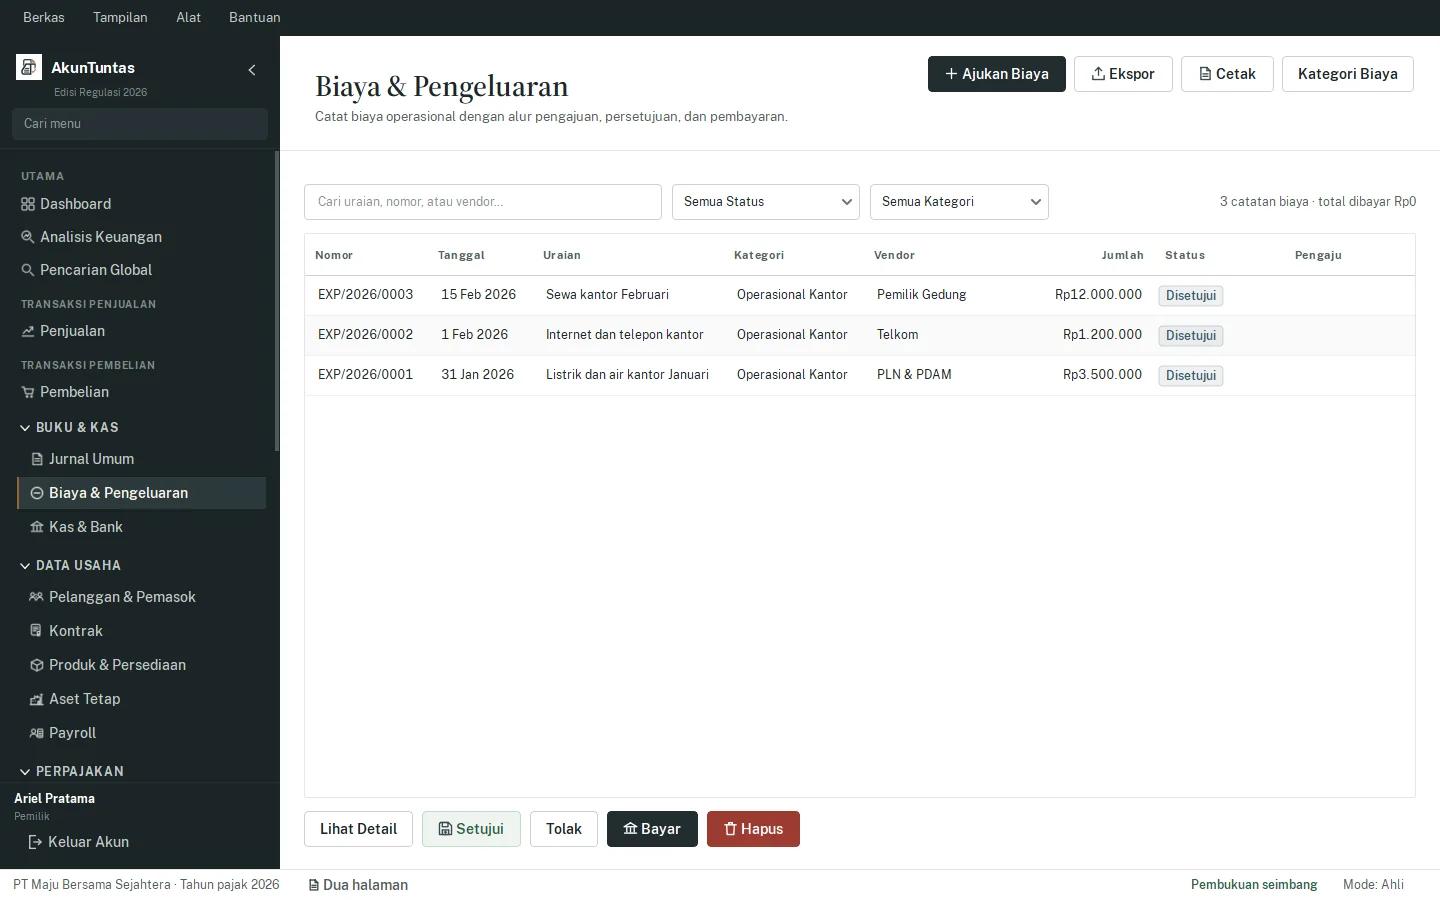 Berkas Tampilan Alat Bantuan
AkunTuntas
Edisi Regulasi 2026
Cari menu
UTAMA
Dashboard
Analisis Keuangan
Pencarian Global
TRANSAKSI PENJUALAN
Penjualan
TRANSAKSI PEMBELIAN
Pembelian
BUKU & KAS
Jurnal Umum
Biaya & Pengeluaran
Kas & Bank
DATA USAHA
Pelanggan & Pemasok
Kontrak
Produk & Persediaan
Aset Tetap
Payroll
PERPAJAKAN
Ariel Pratama
Pemilik
Keluar Akun
Biaya & Pengeluaran
Catat biaya operasional dengan alur pengajuan, persetujuan, dan pembayaran.
Ajukan Biaya Ekspor Cetak Kategori Biaya
Cari uraian, nomor, atau vendor... Semua Status Semua Kategori 3 catatan biaya · total dibayar Rp0
Nomor Tanggal Uraian Kategori Vendor Jumlah Status Pengaju
EXP/2026/0003 15 Feb 2026 Sewa kantor Februari Operasional Kantor Pemilik Gedung Rp12.000.000 Disetujui
EXP/2026/0002 1 Feb 2026 Internet dan telepon kantor Operasional Kantor Telkom Rp1.200.000 Disetujui
EXP/2026/0001 31 Jan 2026 Listrik dan air kantor Januari Operasional Kantor PLN & PDAM Rp3.500.000 Disetujui
Lihat Detail Setujui Tolak Bayar Hapus
PT Maju Bersama Sejahtera · Tahun pajak 2026 Dua halaman Pembukuan seimbang Mode: Ahli